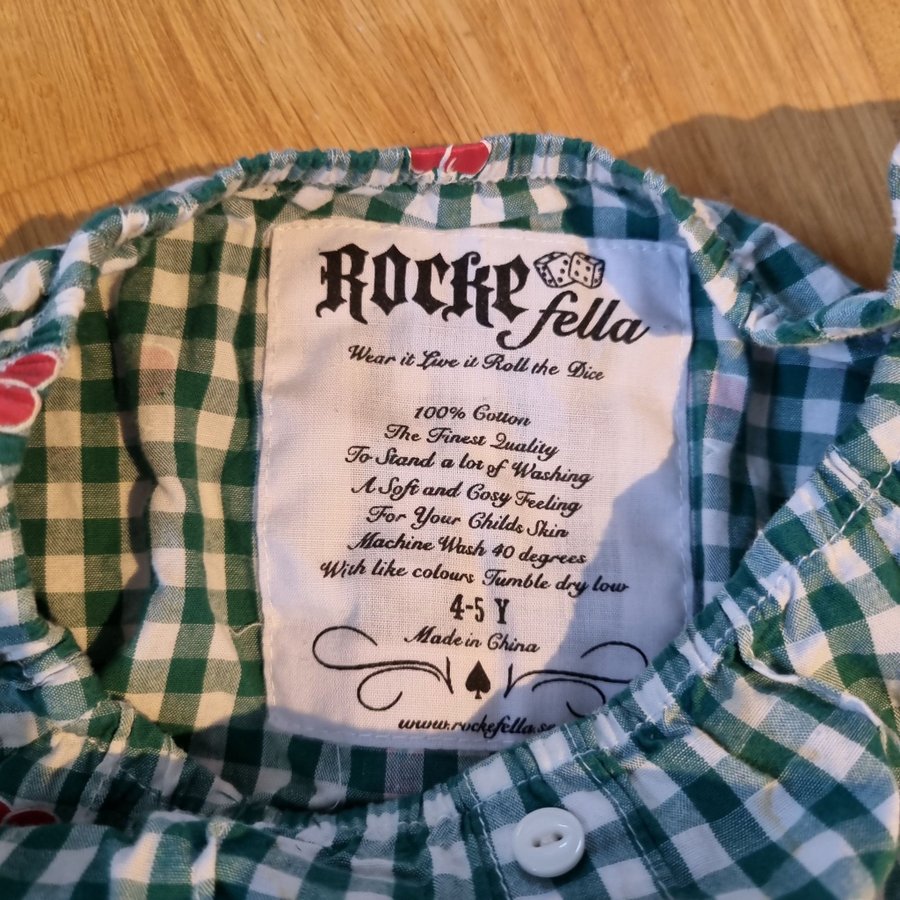 Rocke
fella
Wear it Live it Roll the Dice
100% Cotton
The Finest Quality
To Stand a lot of Washing
A Soft and Cosy Feeling
For Your Childs Skin
Machine Wash 40 degrees
With like colours Tumble dry low
4-5 Y
Made in China
www.rockefella.se